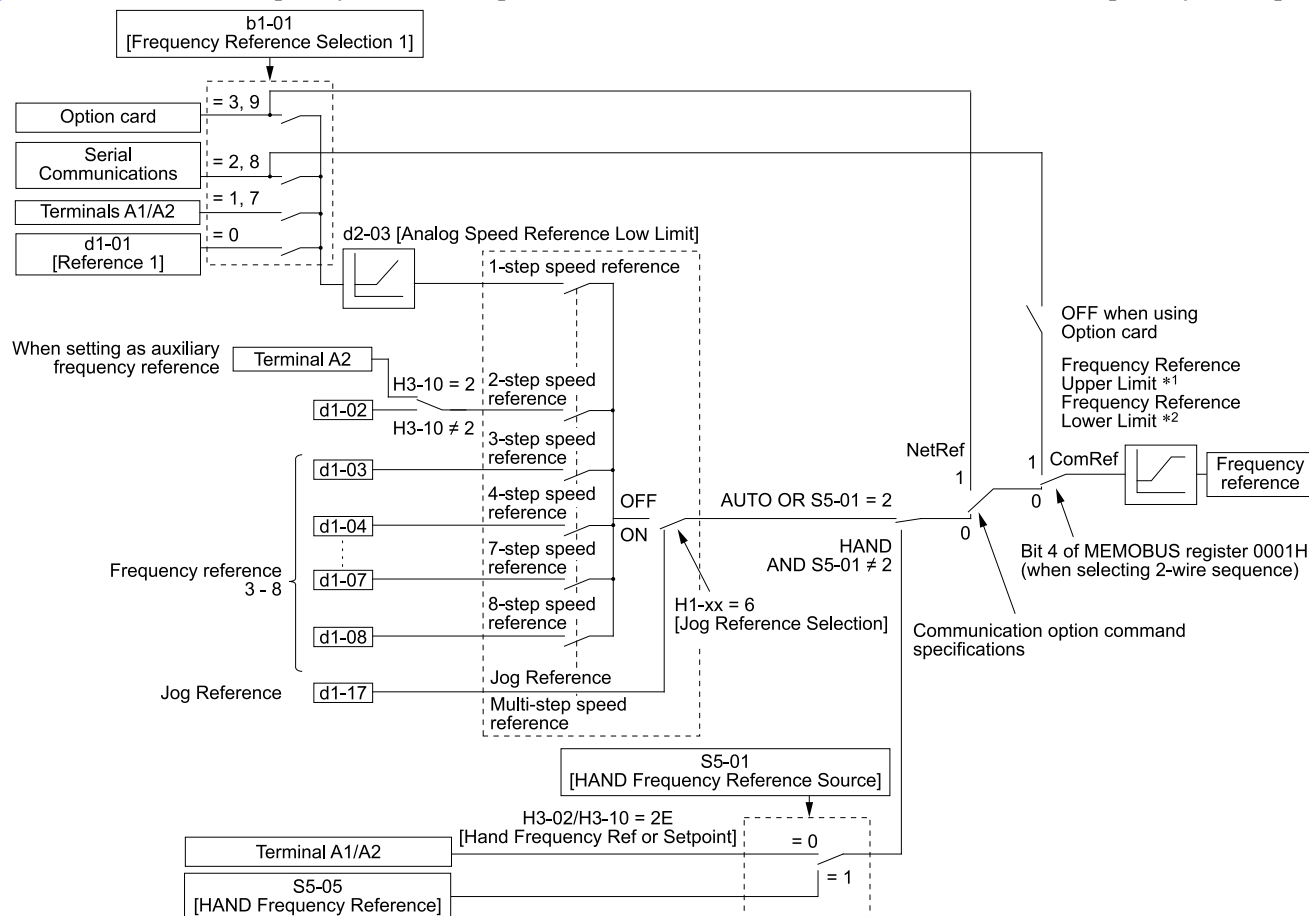 b1-01
[Frequency Reference Selection 1]
Option card
= 3, 9
Serial
Communications
= 2, 8
Terminals A1/A2
= 1, 7
d1-01
[Reference 1]
= 0
d2-03 [Analog Speed Reference Low Limit]
1-step speed reference
When setting as auxiliary
frequency reference
Terminal A2
H3-10 = 2
d1-02
H3-10 ≠ 2
2-step speed
reference
d1-03
3-step speed
reference
d1-04
4-step speed
reference
Frequency reference
3 - 8
d1-07
7-step speed
reference
d1-08
8-step speed
reference
Jog Reference
d1-17
Jog Reference
Multi-step speed
reference
OFF
ON
H1-xx = 6
[Jog Reference Selection]
AUTO OR S5-01 = 2
HAND
AND S5-01 ≠ 2
NetRef
1
0
Communication option command
specifications
OFF when using
Option card
Frequency Reference
Upper Limit *1
Frequency Reference
Lower Limit *2
1
ComRef
0
Frequency
reference
Bit 4 of MEMOBUS register 0001H
(when selecting 2-wire sequence)
S5-01
[HAND Frequency Reference Source]
H3-02/H3-10 = 2E
[Hand Frequency Ref or Setpoint]
Terminal A1/A2
= 0
= 1
S5-05
[HAND Frequency Reference]